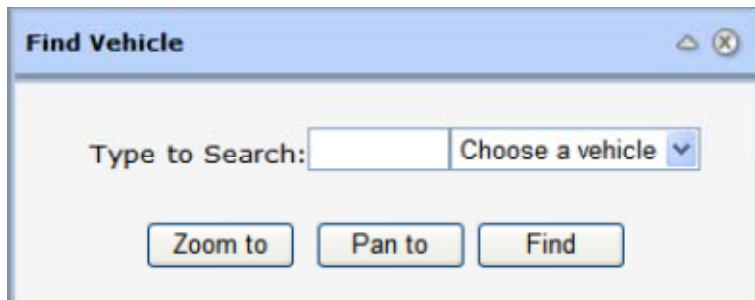 Find Vehicle
Type to Search: Choose a vehicle
Zoom to Pan to Find